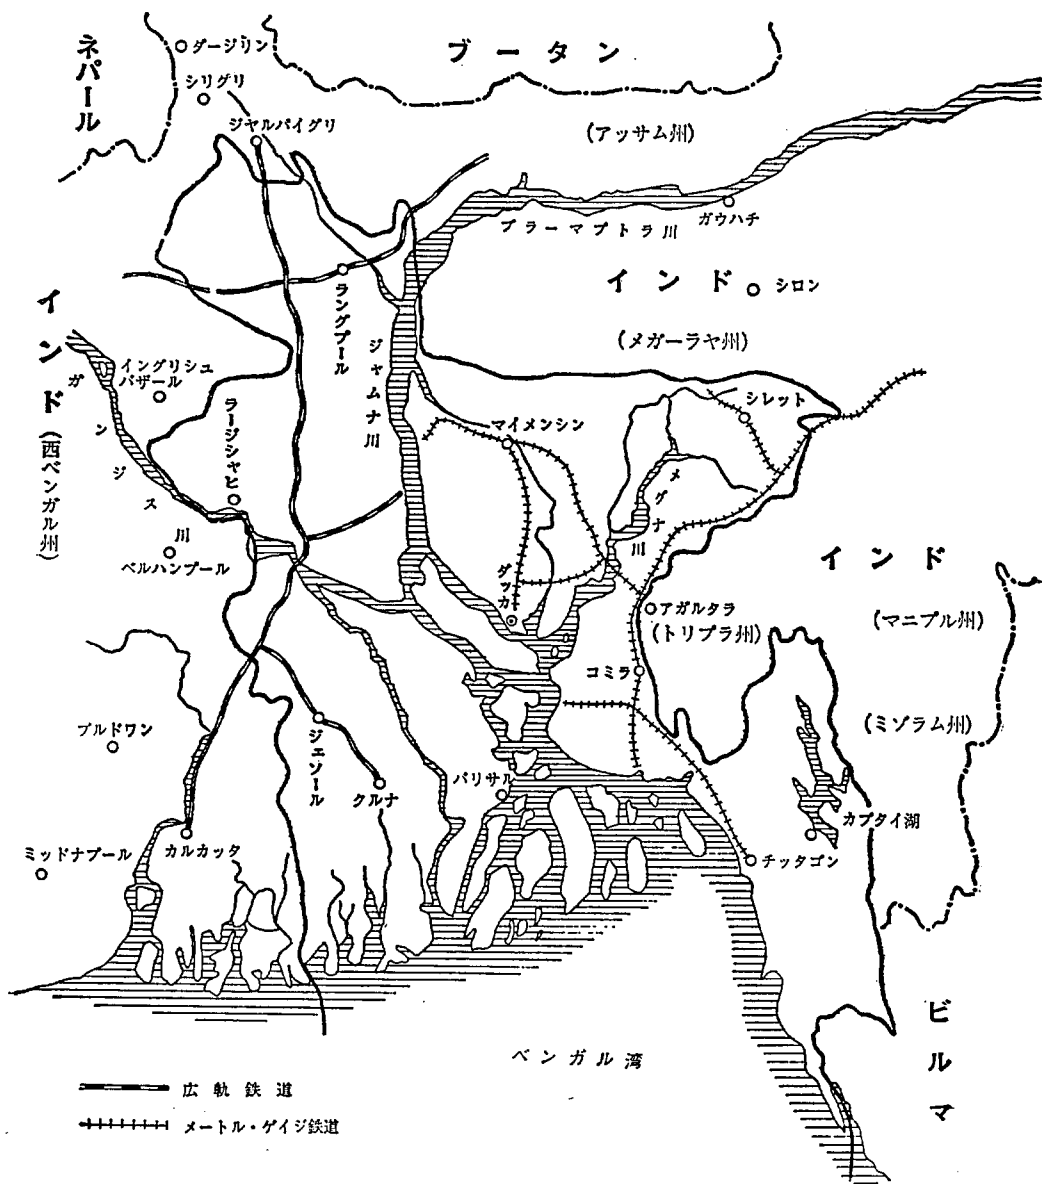 ネパール
ダージリン
シリグリ
ブータン
ジャルパイグリ
(アッサム州)
ブラーマプトラ川
ガウハチ
インド
シロン
(メガーラヤ州)
ラングプール
ジャムナ川
インド
(西ベンガル州)
ガンジス川
イングリシュ
バザール
ラージシャヒ
ベルハンプール
マイメンシン
シレット
メグナ川
ダッカ
インド
アガルタラ
(トリプラ州)
(マニプル州)
コミラ
(ミゾラム州)
ブルドワン
ジェソール
クルナ
バリサル
カプタイ湖
ミッドナプール
カルカッタ
チッタゴン
ビルマ
ベンガル湾
広軌鉄道
メートル・ゲイジ鉄道